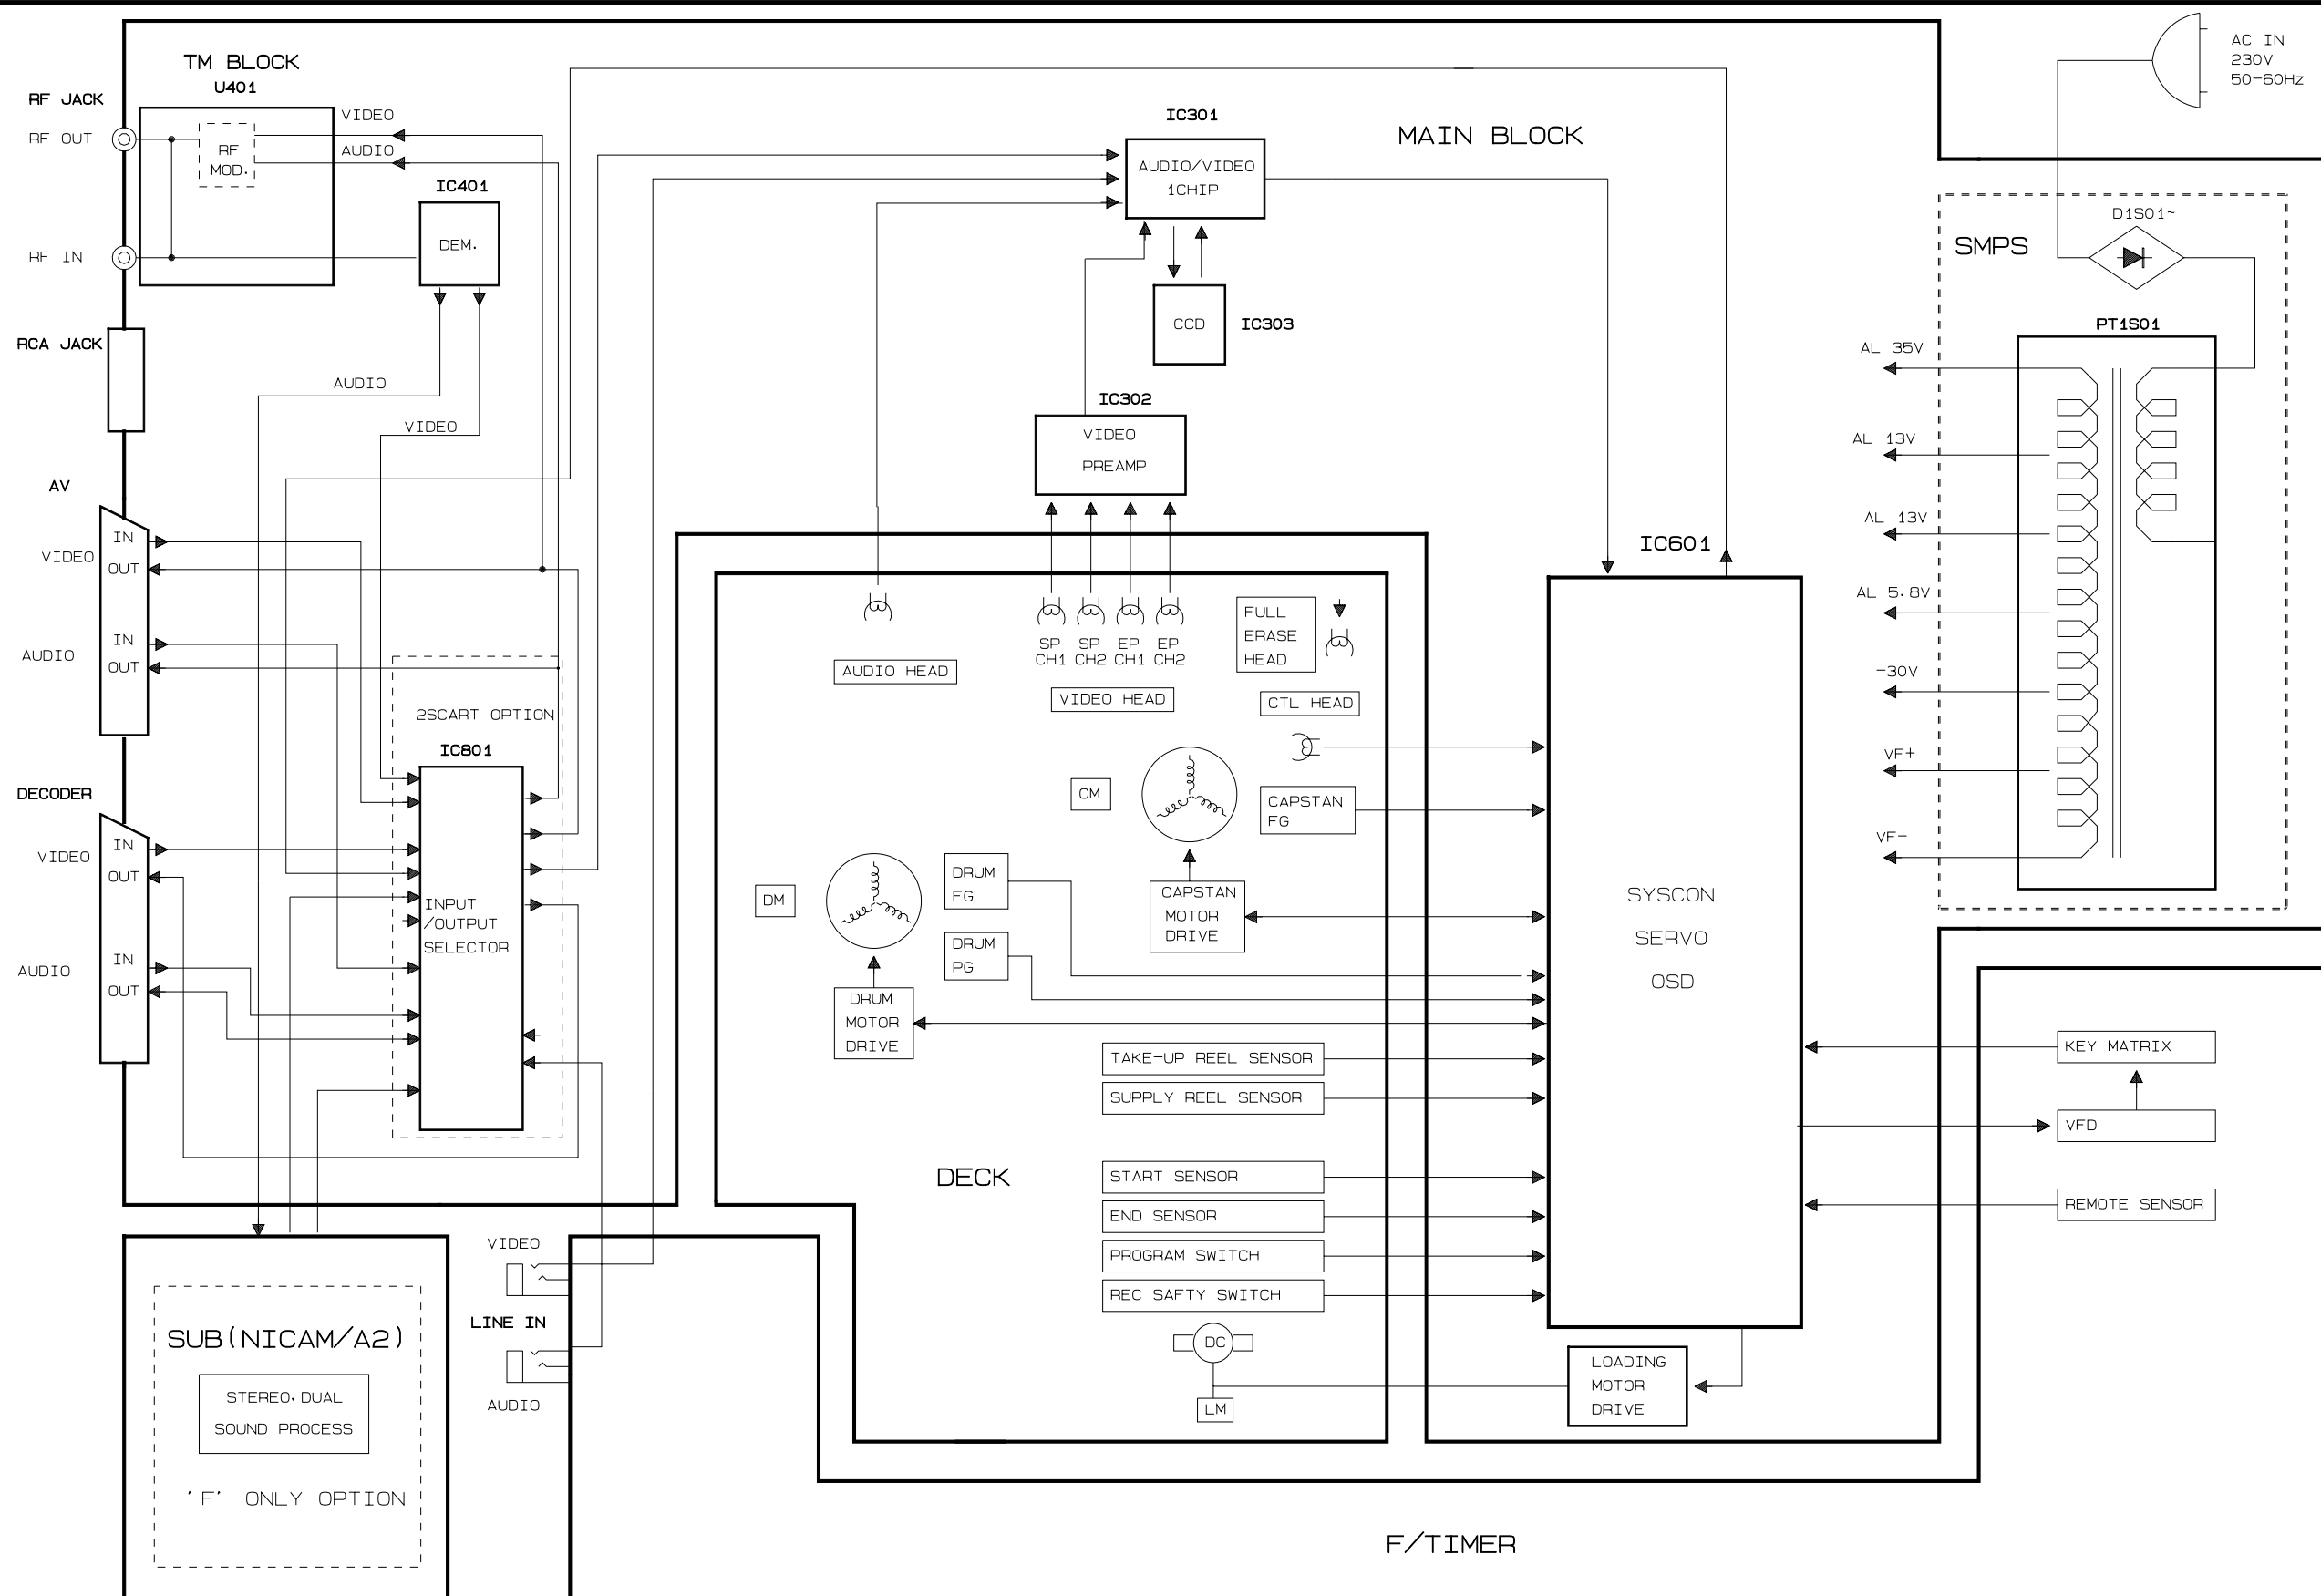 TM BLOCK
U401
RF JACK
RF OUT
RF
MOD.
VIDEO
AUDIO
IC401
DEM.
RF IN
RCA JACK
AUDIO
VIDEO
AV
VIDEO
IN
OUT
AUDIO
IN
OUT
2SCART OPTION
IC801
INPUT
/OUTPUT
SELECTOR
DECODER
VIDEO
IN
OUT
AUDIO
IN
OUT
SUB(NICAM/A2)
STEREO.DUAL
SOUND PROCESS
'F' ONLY OPTION
VIDEO
LINE IN
AUDIO
MAIN BLOCK
IC301
AUDIO/VIDEO
1CHIP
CCD
IC303
IC302
VIDEO
PREAMP
AUDIO HEAD
SP
CH1
SP
CH2
EP
CH1
EP
CH2
VIDEO HEAD
FULL
ERASE
HEAD
CTL HEAD
CM
CAPSTAN
FG
DM
DRUM
FG
DRUM
PG
CAPSTAN
MOTOR
DRIVE
DRUM
MOTOR
DRIVE
TAKE-UP REEL SENSOR
SUPPLY REEL SENSOR
DECK
START SENSOR
END SENSOR
PROGRAM SWITCH
REC SAFTY SWITCH
DC
LM
IC601
SYSCON
SERVO
OSD
LOADING
MOTOR
DRIVE
F/TIMER
AC IN
230V
50-60Hz
SMPS
D1S01~
PT1S01
AL 35V
AL 13V
AL 13V
AL 5.8V
-30V
VF+
VF-
KEY MATRIX
VFD
REMOTE SENSOR